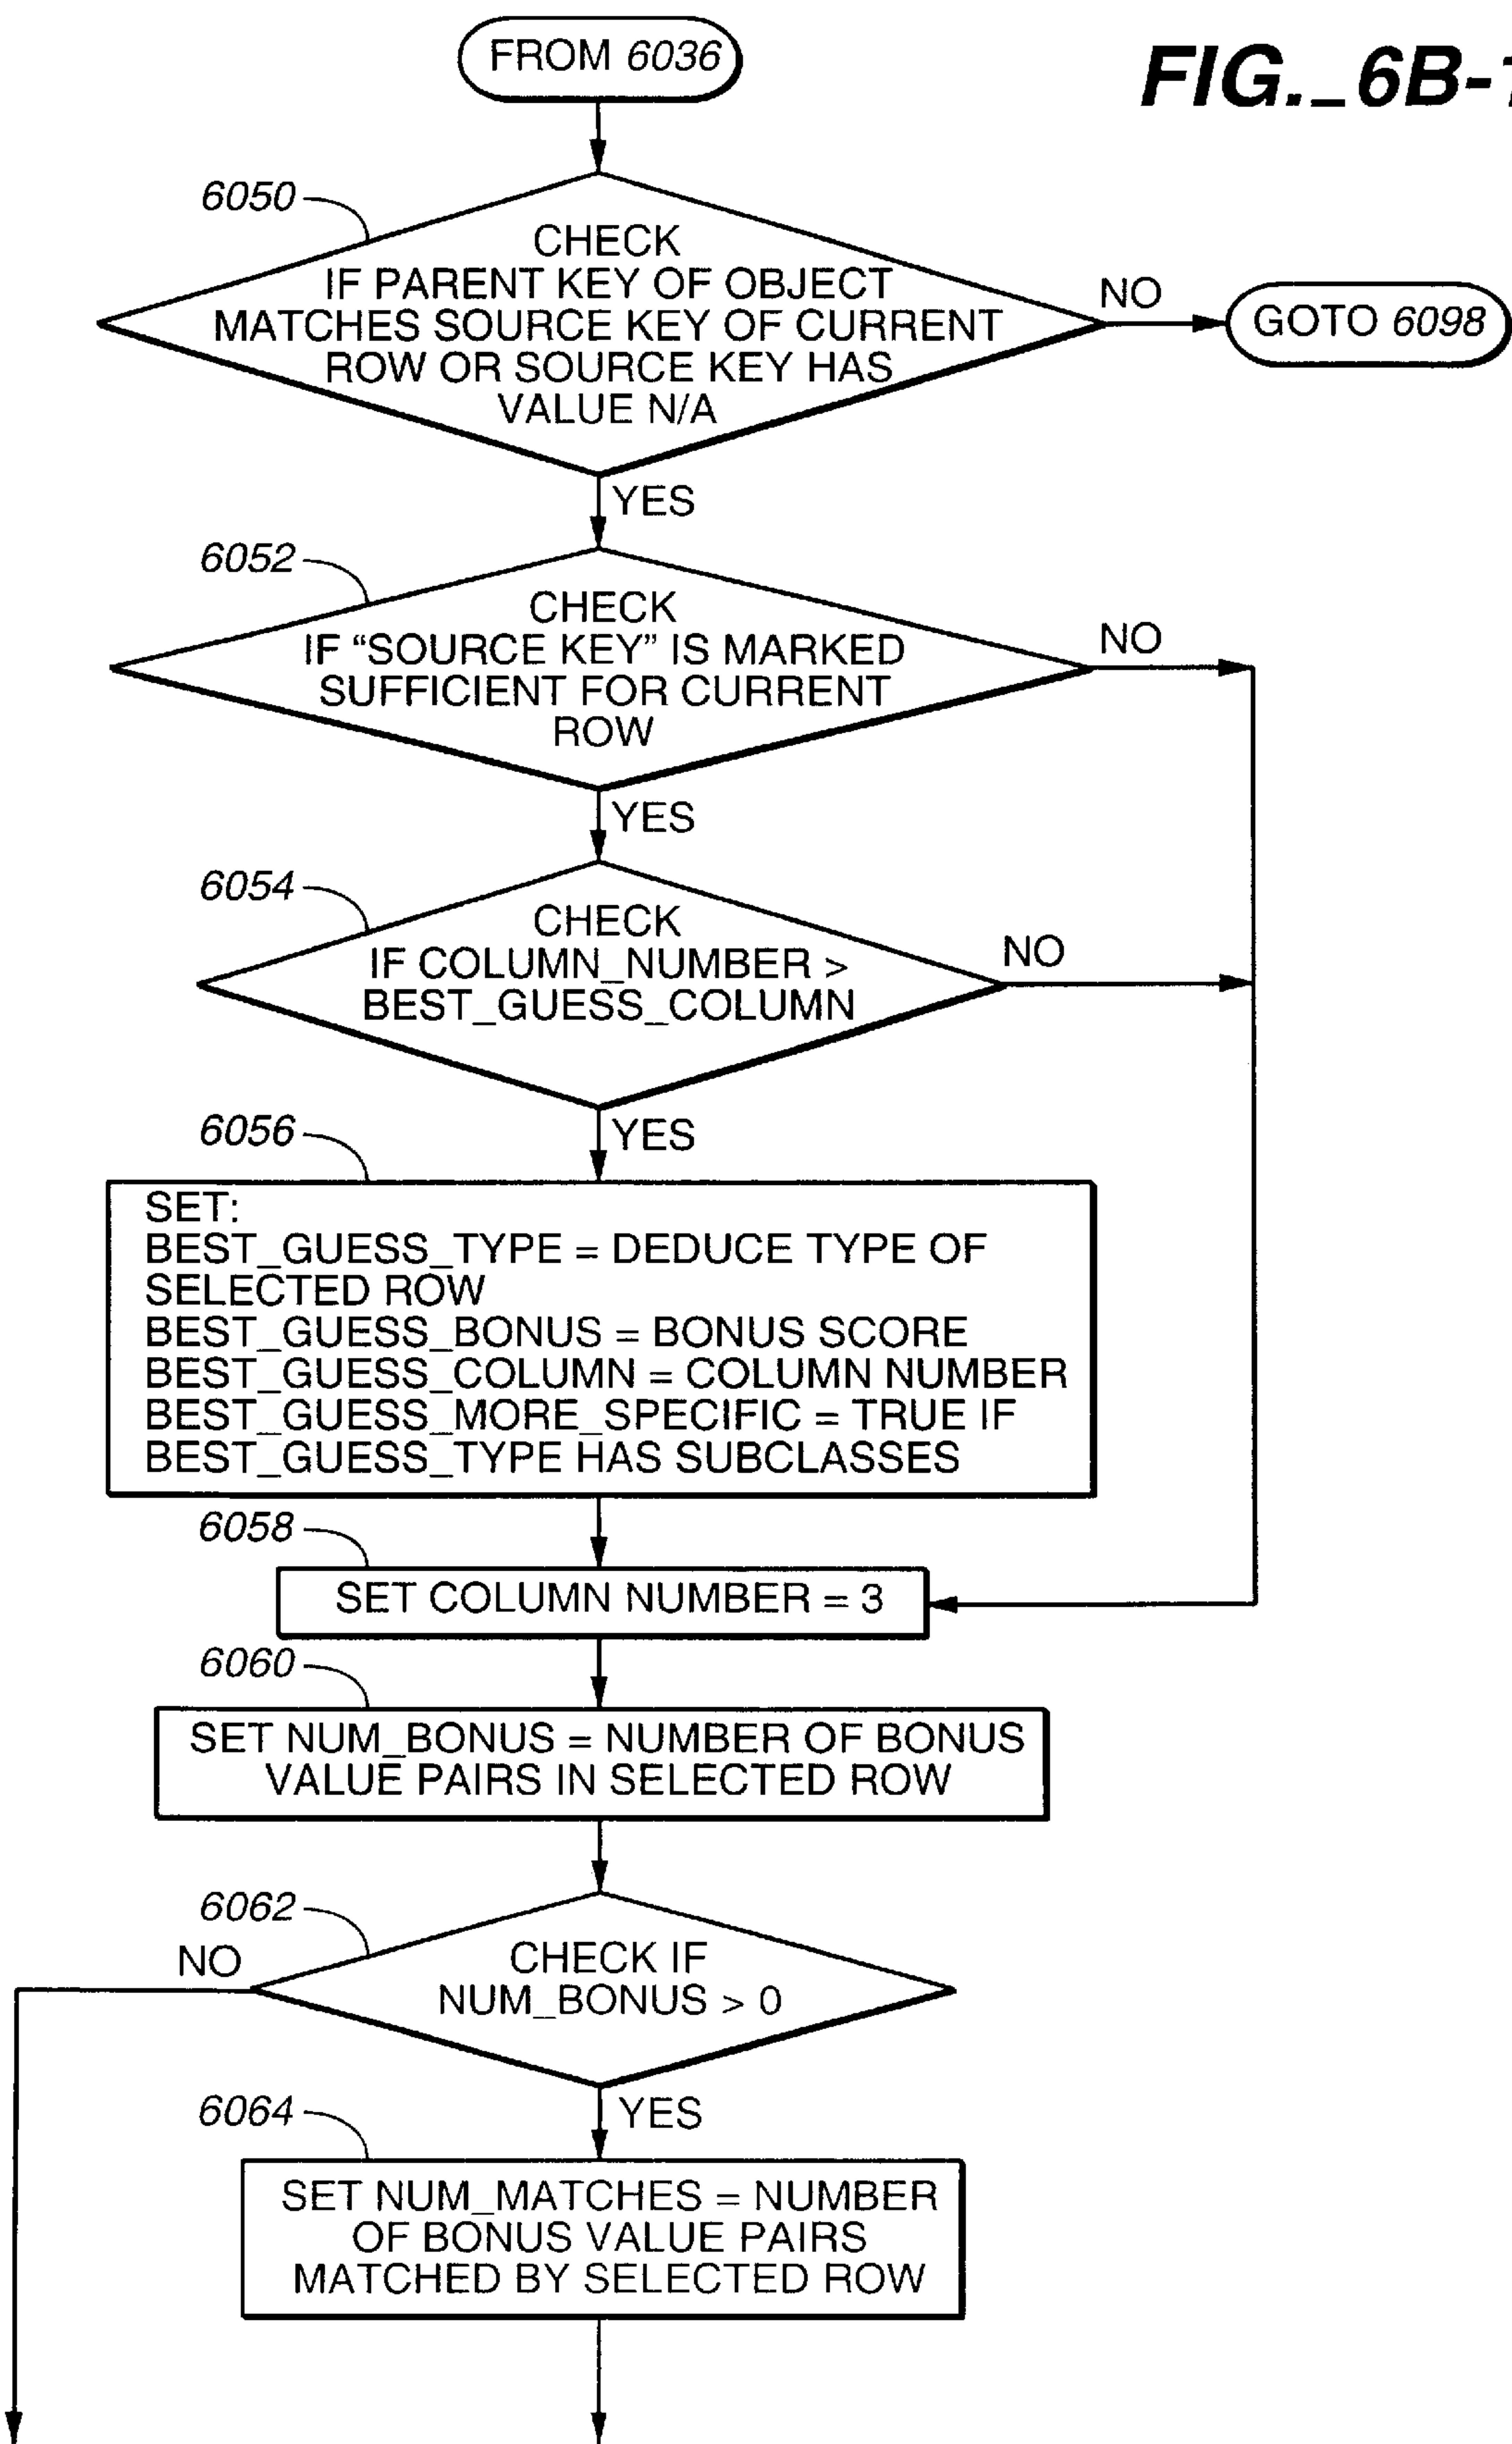 FROM 6036
FIG._6B-1
6050
CHECK
IF PARENT KEY OF OBJECT
MATCHES SOURCE KEY OF CURRENT
ROW OR SOURCE KEY HAS
VALUE N/A
NO
GOTO 6098
YES
6052
CHECK
IF “SOURCE KEY” IS MARKED
SUFFICIENT FOR CURRENT
ROW
NO
YES
6054
CHECK
IF COLUMN_NUMBER >
BEST_GUESS_COLUMN
NO
YES
6056
SET:
BEST_GUESS_TYPE = DEDUCE TYPE OF
SELECTED ROW
BEST_GUESS_BONUS = BONUS SCORE
BEST_GUESS_COLUMN = COLUMN NUMBER
BEST_GUESS_MORE_SPECIFIC = TRUE IF
BEST_GUESS_TYPE HAS SUBCLASSES
6058
SET COLUMN NUMBER = 3
6060
SET NUM_BONUS = NUMBER OF BONUS
VALUE PAIRS IN SELECTED ROW
6062
NO
CHECK IF
NUM_BONUS > 0
YES
6064
SET NUM_MATCHES = NUMBER
OF BONUS VALUE PAIRS
MATCHED BY SELECTED ROW